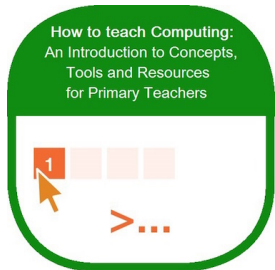 How to teach Computing:
An Introduction to Concepts,
Tools and Resources
for Primary Teachers
1
>...